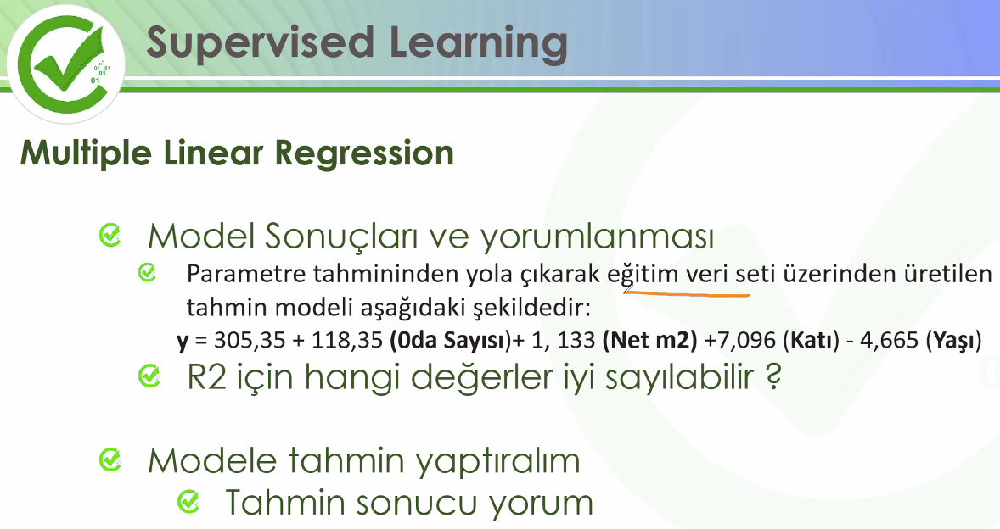 Supervised Learning
Multiple Linear Regression
Model Sonuçları ve yorumlanması
Parametre tahmininden yola çıkarak eğitim veri seti üzerinden üretilen
tahmin modeli aşağıdaki şekildedir:
y = 305,35 + 118,35 (0da Sayısı)+ 1, 133 (Net m2) +7,096 (Katı) - 4,665 (Yaşı)
R2 için hangi değerler iyi sayılabilir ?
Modele tahmin yaptıralım
Tahmin sonucu yorum